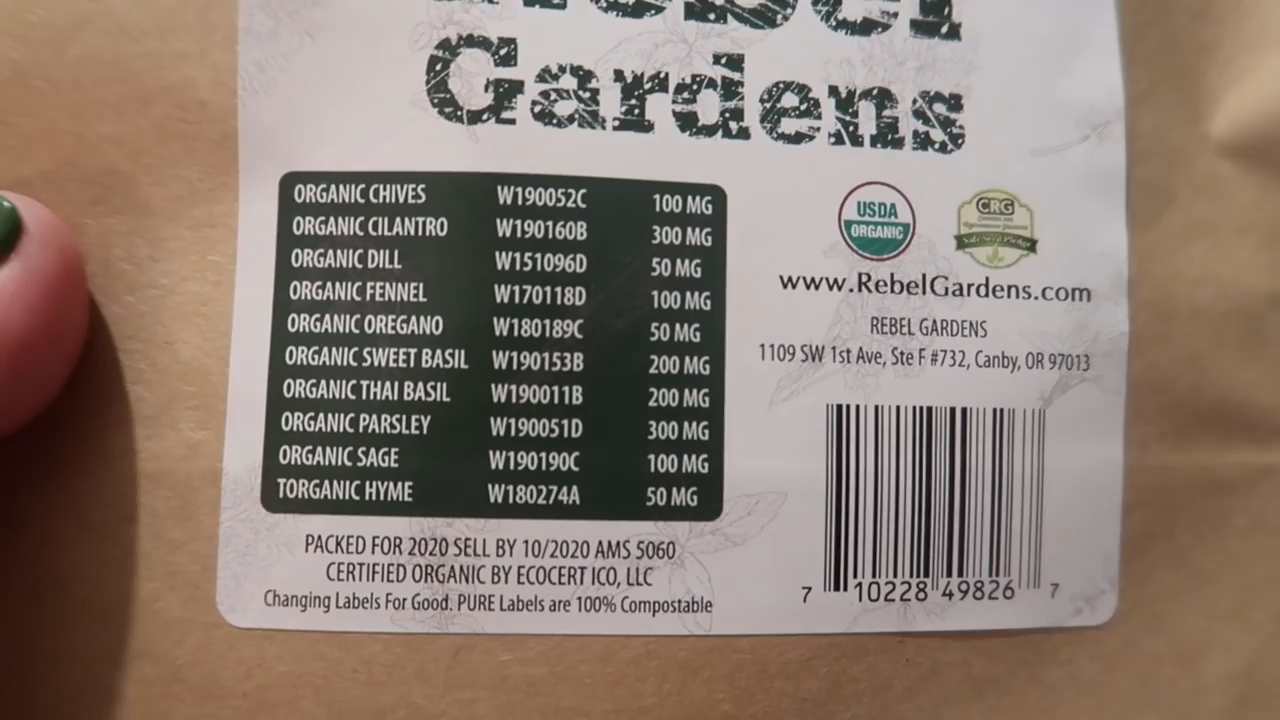 Rebel
Gardens
ORGANIC CHIVES W190052C 100 MG
ORGANIC CILANTRO W190160B 300 MG
ORGANIC DILL W151096D 50 MG
ORGANIC FENNEL W170118D 100 MG
ORGANIC OREGANO W180189C 50 MG
ORGANIC SWEET BASIL W190153B 200 MG
ORGANIC THAI BASIL W190011B 200 MG
ORGANIC PARSLEY W190051D 300 MG
ORGANIC SAGE W190190C 100 MG
TORGANIC HYME W180274A 50 MG
PACKED FOR 2020 SELL BY 10/2020 AMS 5060
CERTIFIED ORGANIC BY ECOCERT ICO, LLC
Changing Labels For Good. PURE Labels are 100% Compostable
USDA
ORGANIC
CRG
Safe Seed Pledge
www.RebelGardens.com
REBEL GARDENS
1109 SW 1st Ave, Ste F #732, Canby, OR 97013
7 10228 49826 7